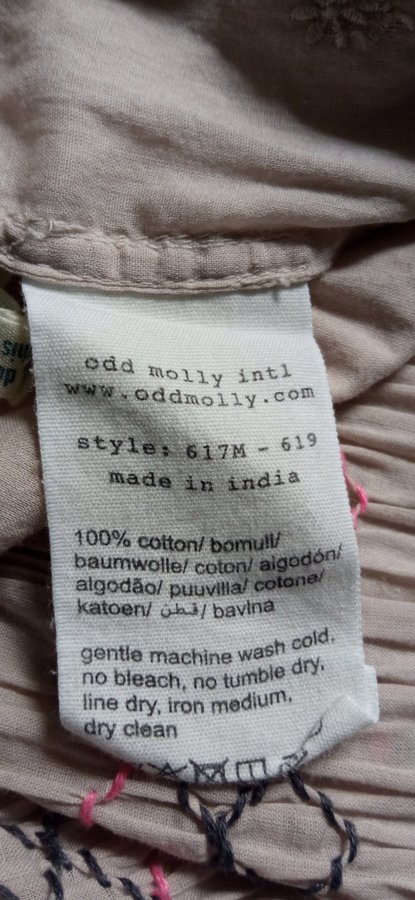 odd molly intl
www.oddmolly.com
style: 617M - 619
made in india
100% cotton/ bomull/
baumwolle/ coton/ algodón/
algodão/ puuvilla/ cotone/
katoen/ قطن/ bavlna
gentle machine wash cold,
no bleach, no tumble dry,
line dry, iron medium,
dry clean